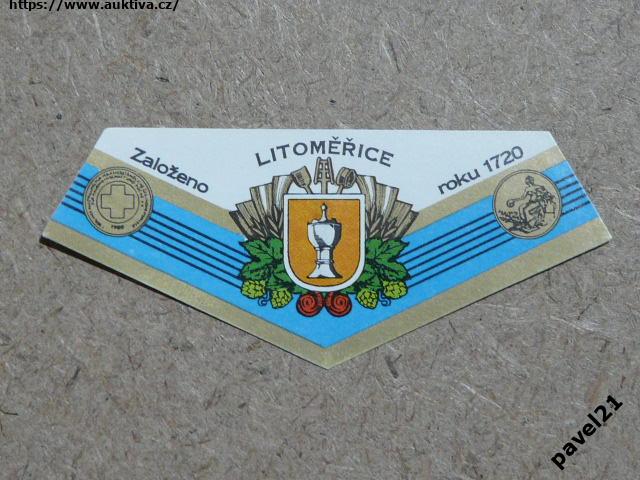 https://www.auktiva.cz/
LITOMĚŘICE
Založeno
roku 1720
pavel21